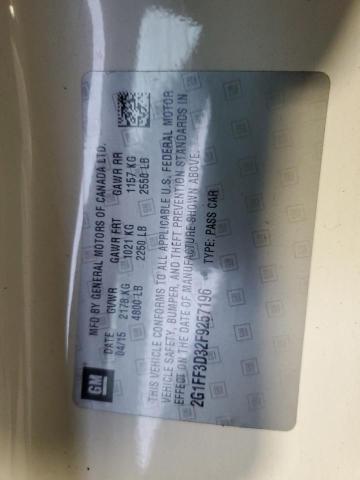 GM
MFD BY GENERAL MOTORS OF CANADA LTD.
DATE GVWR GAWR FRT GAWR RR
04/15 2178 KG 1021 KG 1157 KG
4800 LB 2250 LB 2550 LB
THIS VEHICLE CONFORMS TO ALL APPLICABLE U.S. FEDERAL MOTOR
VEHICLE SAFETY, BUMPER, AND THEFT PREVENTION STANDARDS IN
EFFECT ON THE DATE OF MANUFACTURE SHOWN ABOVE.
2G1FF3D32F9257196 TYPE: PASS CAR